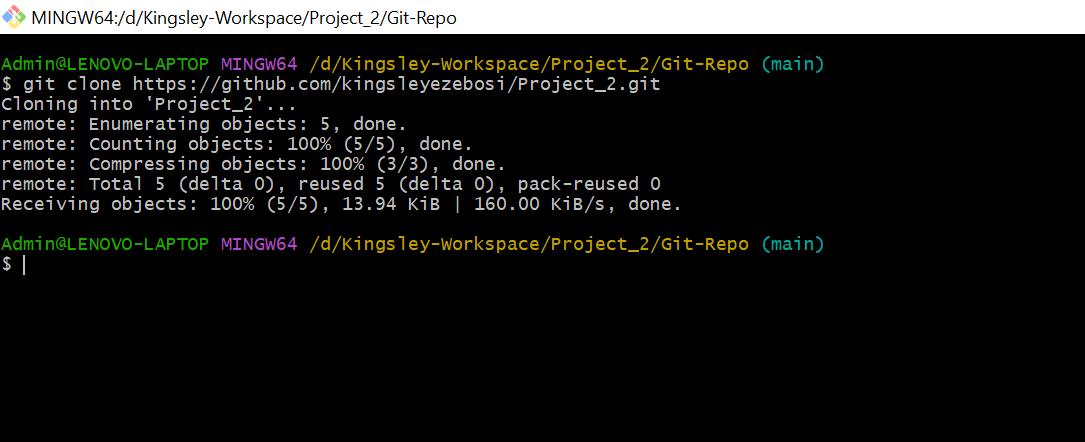 MINGW64:/d/Kingsley-Workspace/Project_2/Git-Repo
Admin@LENOVO-LAPTOP MINGW64 /d/Kingsley-Workspace/Project_2/Git-Repo (main)
$ git clone https://github.com/kingsleyezebosi/Project_2.git
Cloning into 'Project_2'...
remote: Enumerating objects: 5, done.
remote: Counting objects: 100% (5/5), done.
remote: Compressing objects: 100% (3/3), done.
remote: Total 5 (delta 0), reused 5 (delta 0), pack-reused 0
Receiving objects: 100% (5/5), 13.94 KiB | 160.00 KiB/s, done.
Admin@LENOVO-LAPTOP MINGW64 /d/Kingsley-Workspace/Project_2/Git-Repo (main)
$